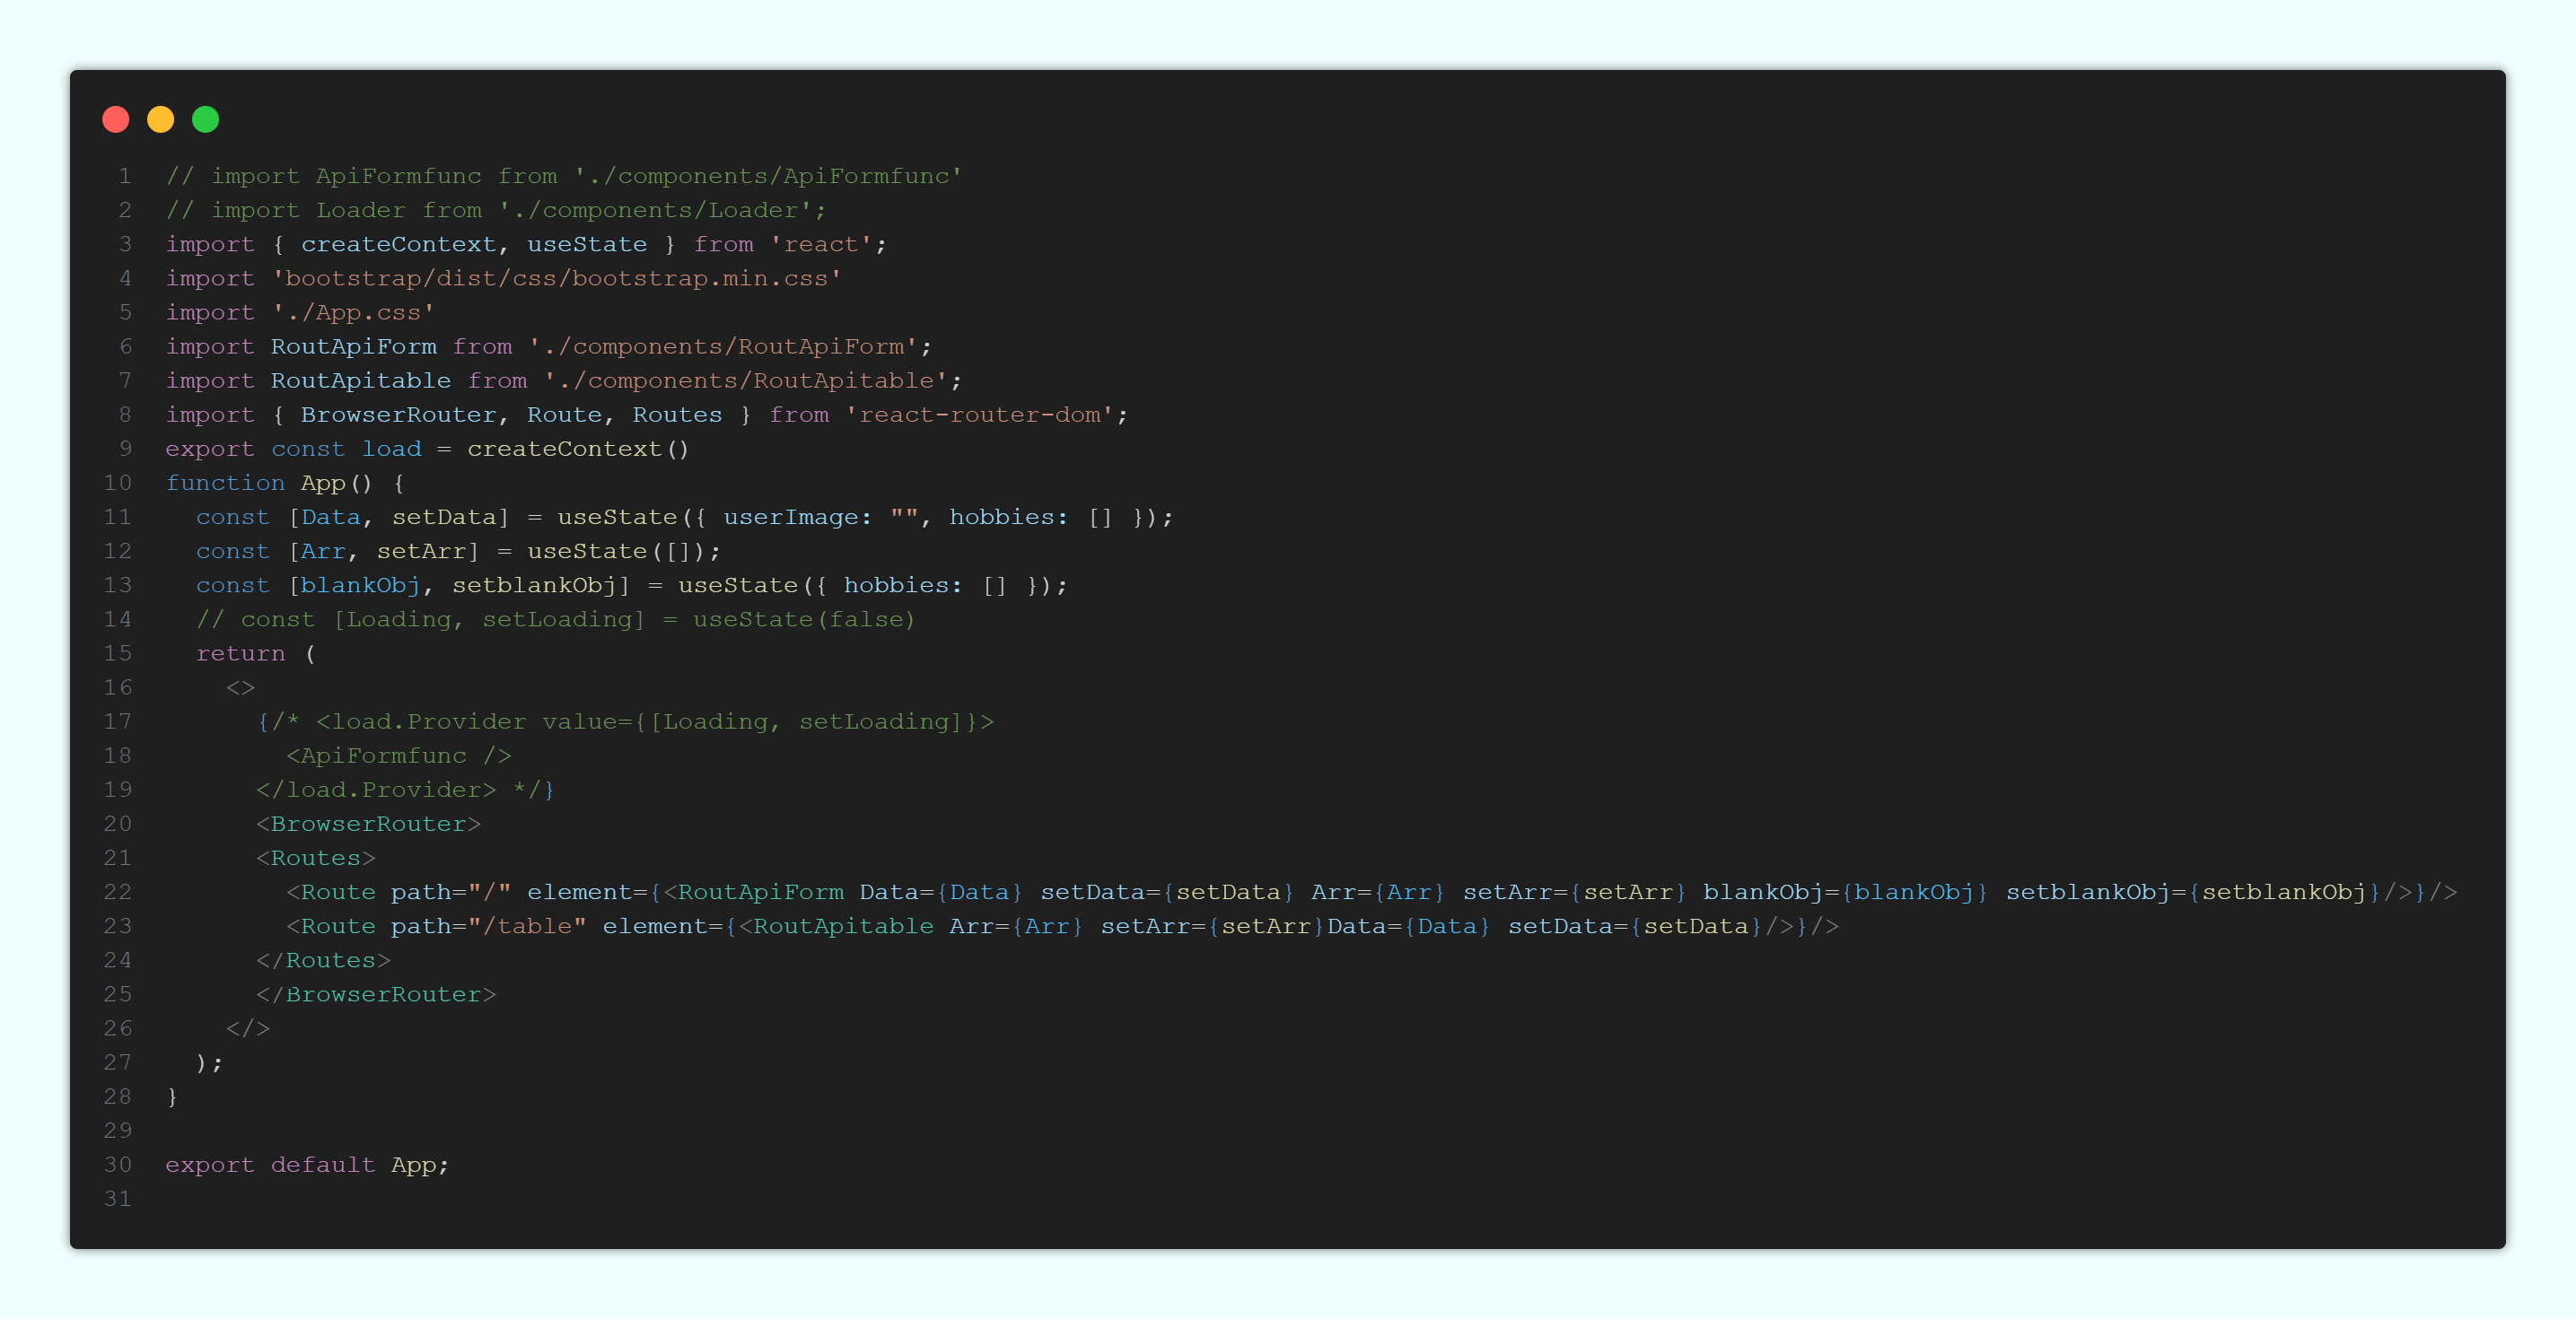 1 // import ApiFormfunc from './components/ApiFormfunc'
2 // import Loader from './components/Loader';
3 import { createContext, useState } from 'react';
4 import 'bootstrap/dist/css/bootstrap.min.css'
5 import './App.css'
6 import RoutApiForm from './components/RoutApiForm';
7 import RoutApitable from './components/RoutApitable';
8 import { BrowserRouter, Route, Routes } from 'react-router-dom';
9 export const load = createContext()
10 function App() {
11   const [Data, setData] = useState({ userImage: "", hobbies: [] });
12   const [Arr, setArr] = useState([]);
13   const [blankObj, setblankObj] = useState({ hobbies: [] });
14   // const [Loading, setLoading] = useState(false)
15   return (
16     <>
17       {/* <load.Provider value={[Loading, setLoading]}>
18         <ApiFormfunc />
19       </load.Provider> */}
20       <BrowserRouter>
21       <Routes>
22         <Route path="/" element={<RoutApiForm Data={Data} setData={setData} Arr={Arr} setArr={setArr} blankObj={blankObj} setblankObj={setblankObj}/>}/>
23         <Route path="/table" element={<RoutApitable Arr={Arr} setArr={setArr}Data={Data} setData={setData}/>}/>
24       </Routes>
25       </BrowserRouter>
26     </>
27   );
28 }
29
30 export default App;
31